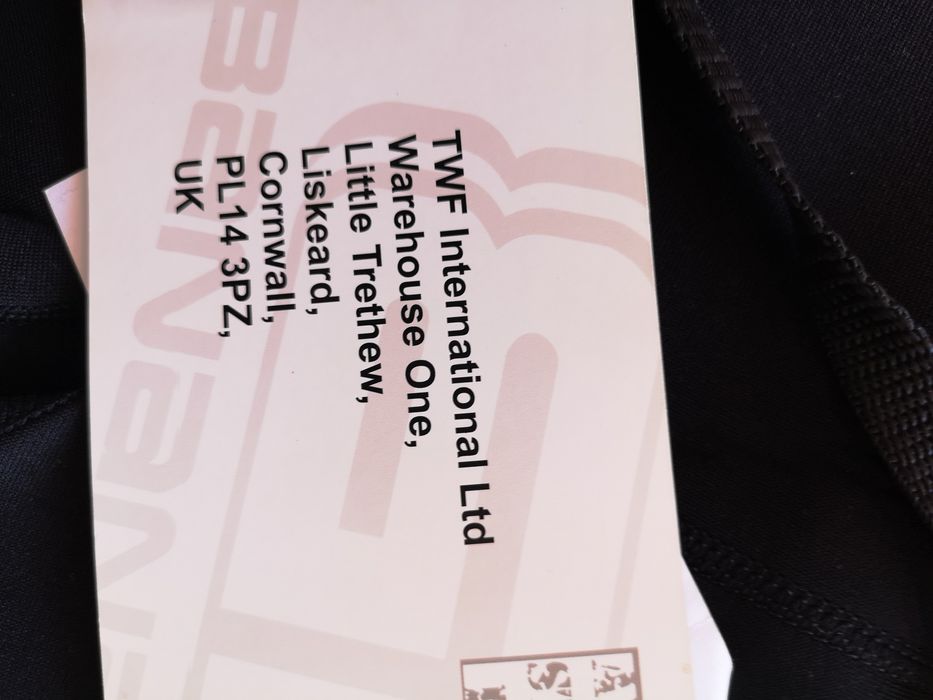 TWF International Ltd
Warehouse One,
Little Trethew,
Liskeard,
Cornwall,
PL14 3PZ,
UK